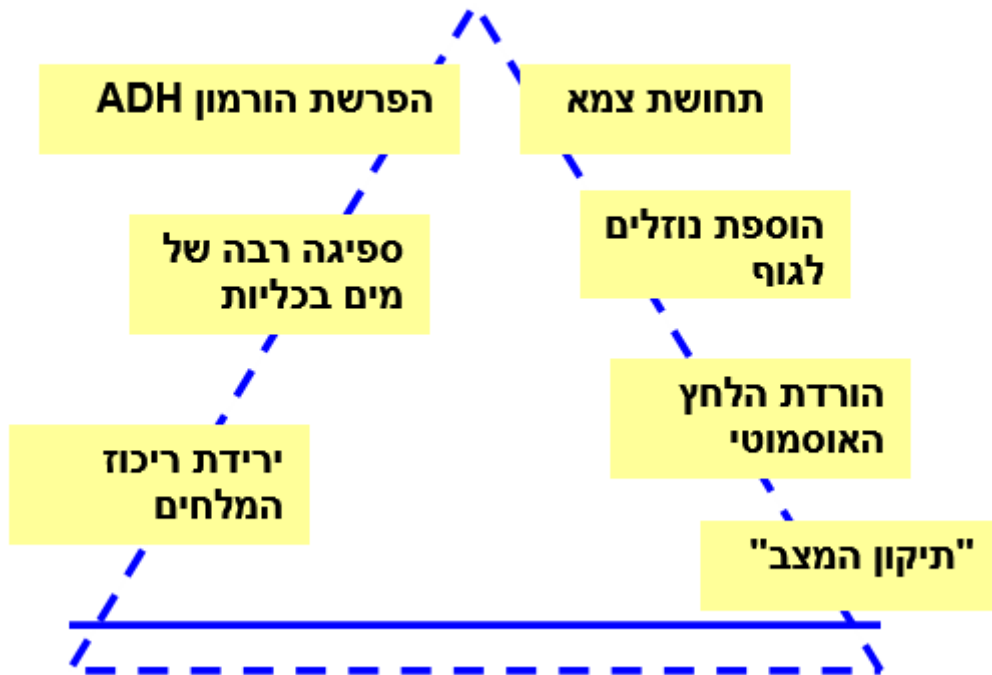 תחושת צמא
הפרשת הורמון ADH
הוספת נוזלים
לגוף
ספיגה רבה של
מים בכליות
הורדת הלחץ
האוסמוטי
ירידת ריכוז
המלחים
"תיקון המצב"